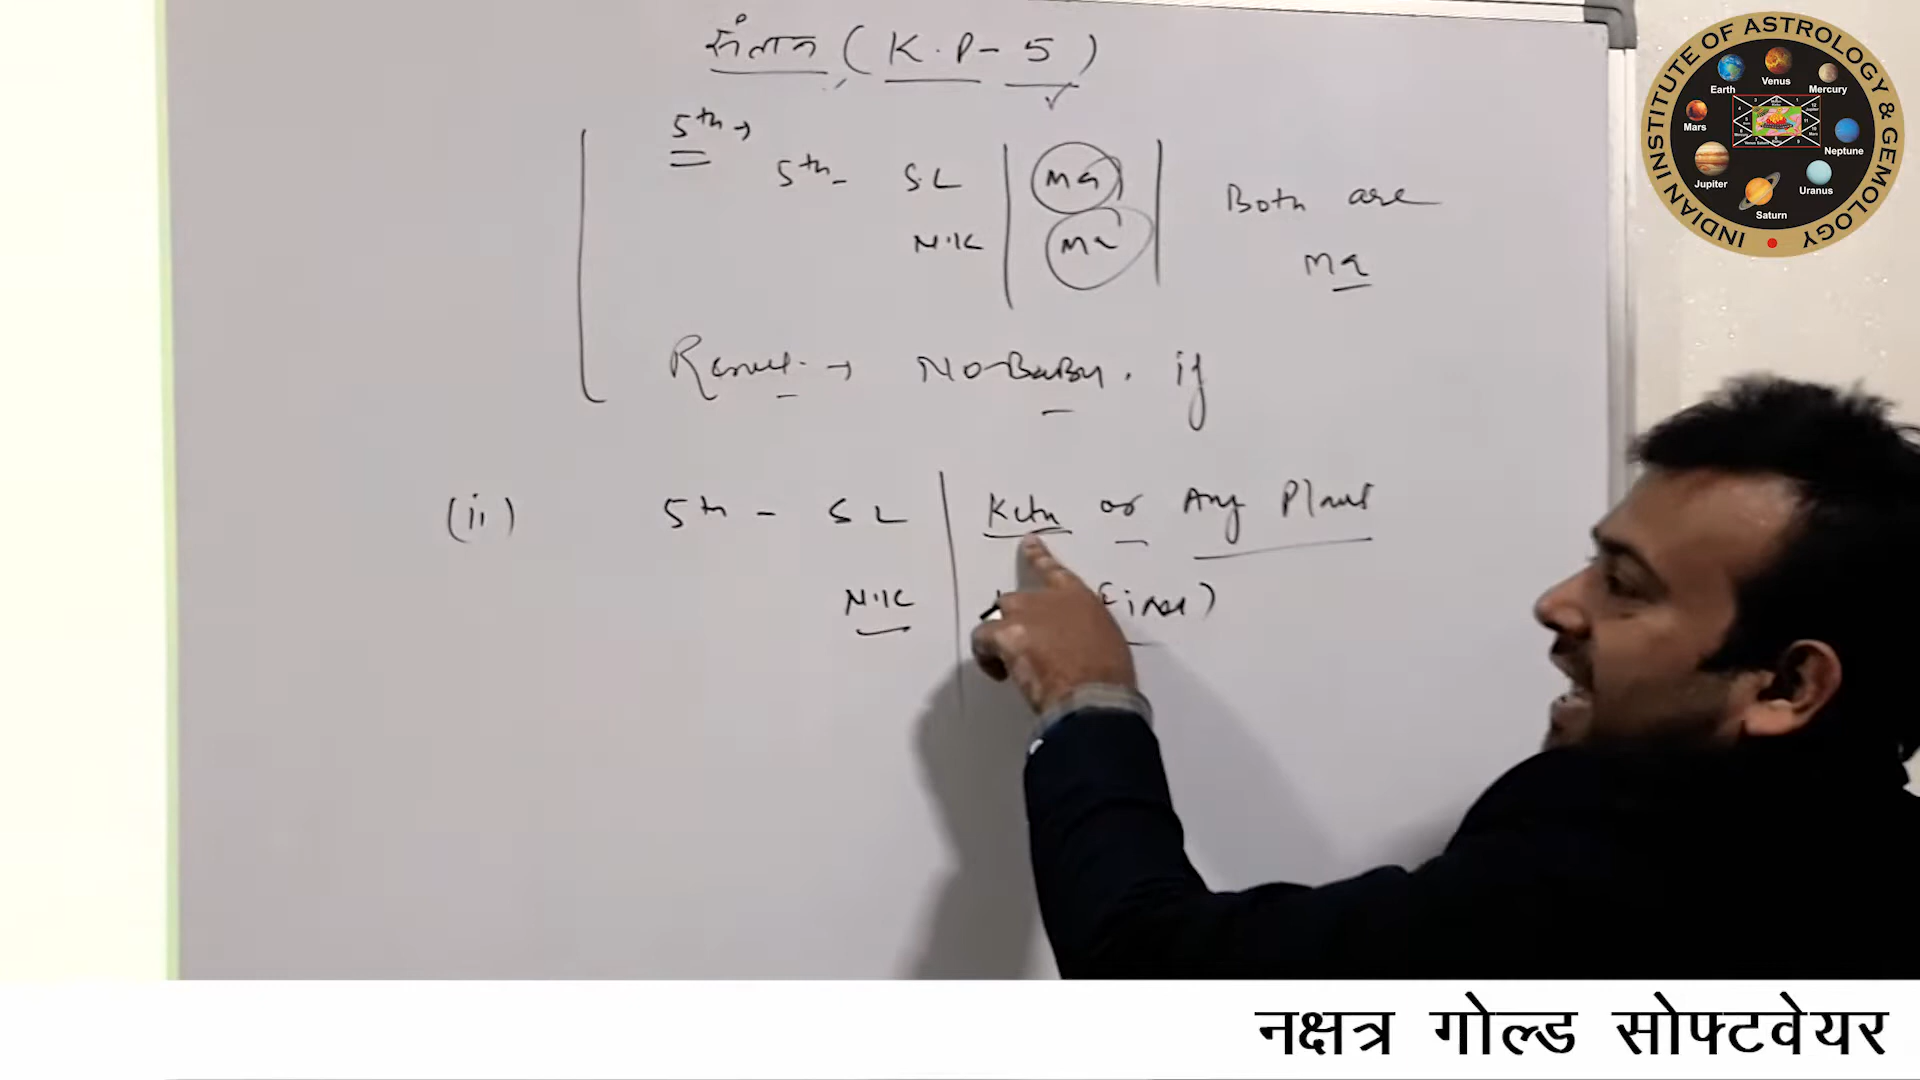 संतान (K.P-5)
5th →
5th - S.L Ma Both are
N.K Ma Ma
Result → No Baby. if
(ii) 5th - SL Ketu or Any Planet
N.K
INDIAN INSTITUTE OF ASTROLOGY & GEMOLOGY
Earth
Venus
Mercury
Mars
Neptune
Jupiter
Uranus
Saturn
नक्षत्र गोल्ड सोफ्टवेयर